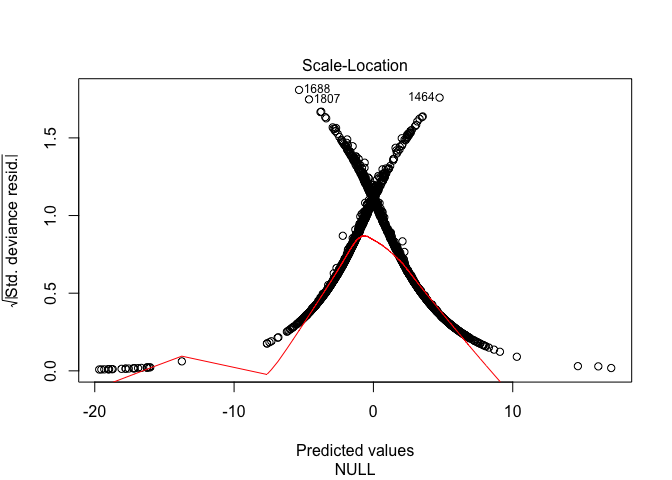 Scale-Location
1688
1807
1464
√|Std. deviance resid.|
1.5
1.0
0.5
0.0
-20 -10 0 10
Predicted values
NULL